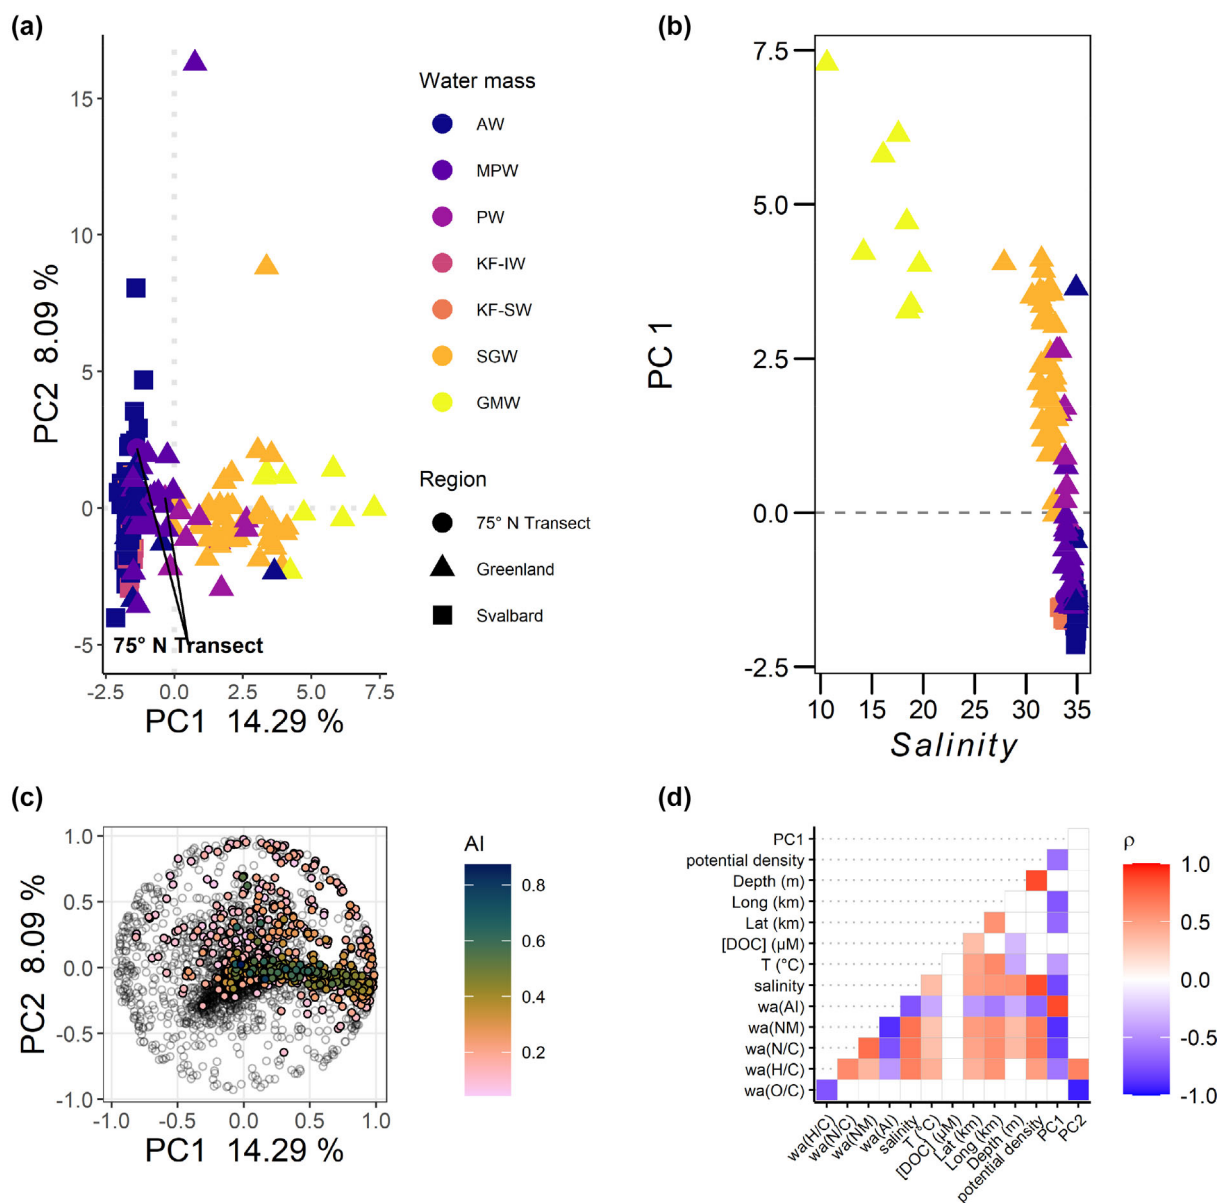 (a)
PC2 8.09 %
15
10
5
0
-5
-2.5 0.0 2.5 5.0 7.5
PC1 14.29 %
75° N Transect
Water mass
AW
MPW
PW
KF-IW
KF-SW
SGW
GMW
Region
75° N Transect
Greenland
Svalbard
(b)
PC 1
7.5
5.0
2.5
0.0
-2.5
10 15 20 25 30 35
Salinity
(c)
PC2 8.09 %
1.0
0.5
0.0
-0.5
-1.0
-1.0 -0.5 0.0 0.5 1.0
PC1 14.29 %
AI
0.8
0.6
0.4
0.2
(d)
PC1
potential density
Depth (m)
Long (km)
Lat (km)
[DOC] (µM)
T (°C)
salinity
wa(AI)
wa(NM)
wa(N/C)
wa(H/C)
wa(O/C)
wa(H/C)
wa(N/C)
wa(NM)
wa(AI)
salinity
T (°C)
[DOC] (µM)
Lat (km)
Long (km)
Depth (m)
potential density
PC1
PC2
ρ
1.0
0.5
0.0
-0.5
-1.0